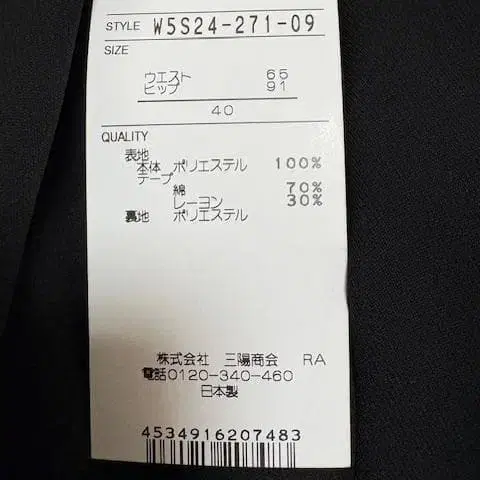 STYLE W5S24-271-09
SIZE
ウエスト 65
ヒップ 91
40
QUALITY
表地
本体 ポリエステル 100%
テープ
綿 70%
レーヨン 30%
裏地 ポリエステル
株式会社 三陽商会 RA
電話0120-340-460
日本製
4534916207483